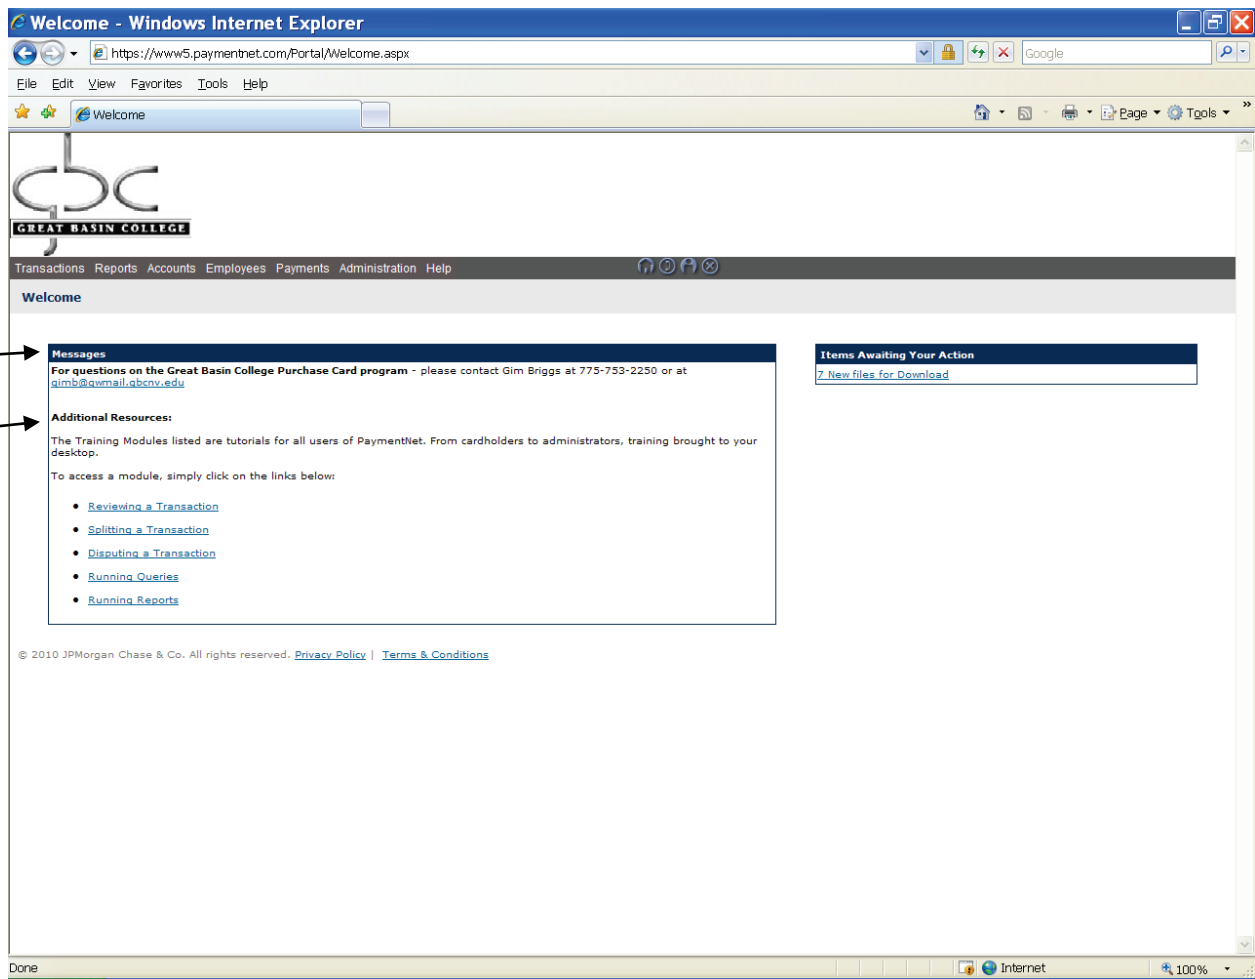 Welcome - Windows Internet Explorer
https://www5.paymentnet.com/Portal/Welcome.aspx
Google
File Edit View Favorites Tools Help
Welcome
Page Tools »
gbc
GREAT BASIN COLLEGE
Transactions Reports Accounts Employees Payments Administration Help
Welcome
Messages
For questions on the Great Basin College Purchase Card program - please contact Gim Briggs at 775-753-2250 or at
gimb@gwmail.gbcnv.edu
Additional Resources:
The Training Modules listed are tutorials for all users of PaymentNet. From cardholders to administrators, training brought to your
desktop.
To access a module, simply click on the links below:
• Reviewing a Transaction
• Splitting a Transaction
• Disputing a Transaction
• Running Queries
• Running Reports
Items Awaiting Your Action
7 New files for Download
© 2010 JPMorgan Chase & Co. All rights reserved. Privacy Policy | Terms & Conditions
Done
Internet
100%